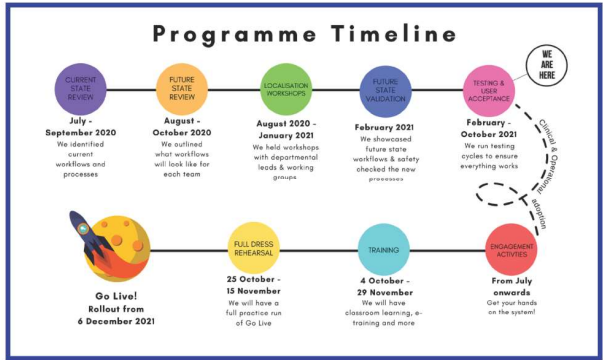 Programme Timeline
WE
ARE
HERE
CURRENT
STATE
REVIEW
July -
September 2020
We identified
current
workflows and
processes
FUTURE
STATE
REVIEW
August -
October 2020
We outlined
what workflows
will look like for
each team
LOCALISATION
WORKSHOPS
August 2020 -
January 2021
We held workshops
with departmental
leads & working
groups
FUTURE
STATE
VALIDATION
February 2021
We showcased
future state
workflows & safety
checked the new
processes
TESTING &
USER
ACCEPTANCE
February -
October 2021
We run testing
cycles to ensure
everything works
Clinical & Operational
adoption
Go Live!
Rollout from
6 December 2021
FULL DRESS
REHEARSAL
25 October -
15 November
We will have a
full practice run
of Go Live
TRAINING
4 October -
29 November
We will have
classroom learning, e-
training and more
ENGAGEMENT
ACTIVTIES
From July
onwards
Get your hands
on the system!